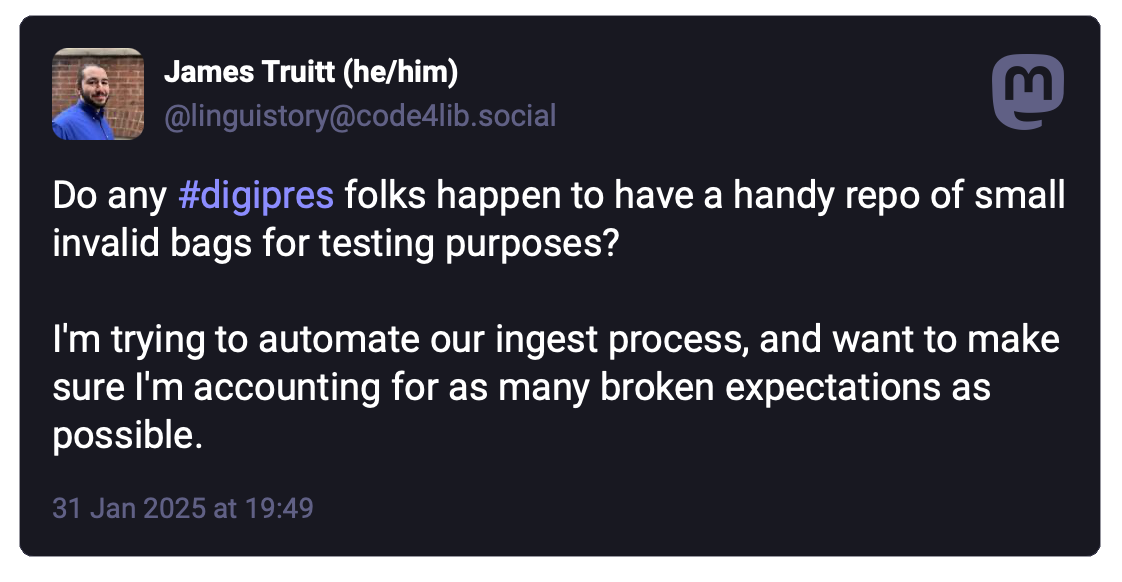 James Truitt (he/him)
@linguistory@code4lib.social
Do any #digipres folks happen to have a handy repo of small
invalid bags for testing purposes?
I'm trying to automate our ingest process, and want to make
sure I'm accounting for as many broken expectations as
possible.
31 Jan 2025 at 19:49